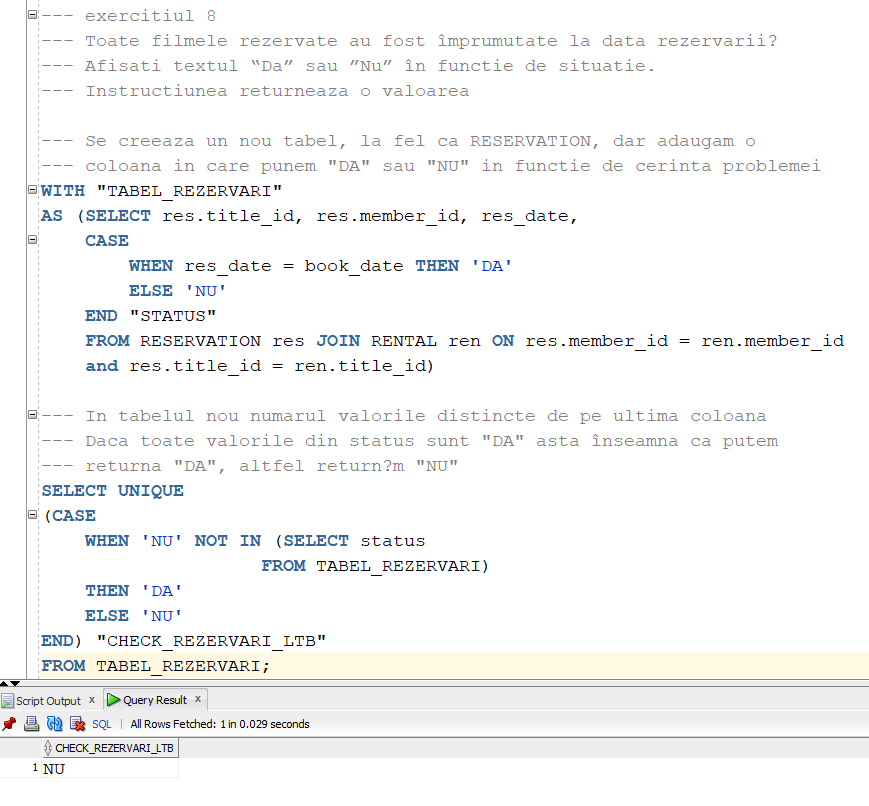 --- exercitiul 8
--- Toate filmele rezervate au fost împrumutate la data rezervarii?
--- Afisati textul “Da” sau ”Nu” în functie de situatie.
--- Instructiunea returneaza o valoarea
--- Se creeaza un nou tabel, la fel ca RESERVATION, dar adaugam o
--- coloana in care punem "DA" sau "NU" in functie de cerinta problemei
WITH "TABEL_REZERVARI"
AS (SELECT res.title_id, res.member_id, res_date,
CASE
WHEN res_date = book_date THEN 'DA'
ELSE 'NU'
END "STATUS"
FROM RESERVATION res JOIN RENTAL ren ON res.member_id = ren.member_id
and res.title_id = ren.title_id)
--- In tabelul nou numarul valorile distincte de pe ultima coloana
--- Daca toate valorile din status sunt "DA" asta înseamna ca putem
--- returna "DA", altfel return?m "NU"
SELECT UNIQUE
(CASE
WHEN 'NU' NOT IN (SELECT status
FROM TABEL_REZERVARI)
THEN 'DA'
ELSE 'NU'
END) "CHECK_REZERVARI_LTB"
FROM TABEL_REZERVARI;
Script Output x Query Result x
SQL | All Rows Fetched: 1 in 0.029 seconds
CHECK_REZERVARI_LTB
1 NU